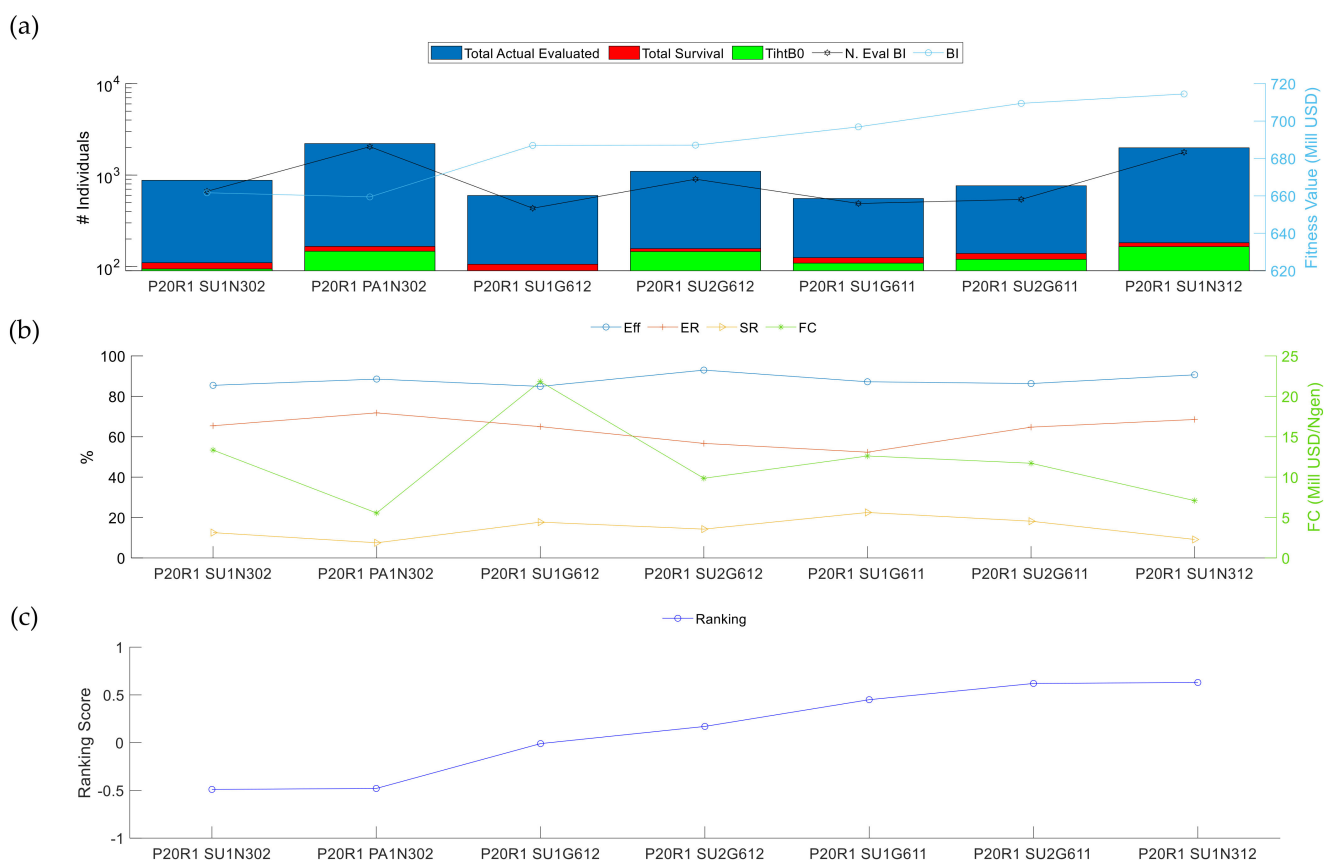 (a)
Total Actual Evaluated Total Survival TihtB0 N. Eval BI BI
10^4
10^3
10^2
# Individuals
720
700
680
660
640
620
Fitness Value (Mill USD)
P20R1 SU1N302 P20R1 PA1N302 P20R1 SU1G612 P20R1 SU2G612 P20R1 SU1G611 P20R1 SU2G611 P20R1 SU1N312
(b)
Eff ER SR FC
100
80
60
40
20
0
%
25
20
15
10
5
0
FC (Mill USD/Ngen)
P20R1 SU1N302 P20R1 PA1N302 P20R1 SU1G612 P20R1 SU2G612 P20R1 SU1G611 P20R1 SU2G611 P20R1 SU1N312
(c)
Ranking
1
0.5
0
-0.5
-1
Ranking Score
P20R1 SU1N302 P20R1 PA1N302 P20R1 SU1G612 P20R1 SU2G612 P20R1 SU1G611 P20R1 SU2G611 P20R1 SU1N312